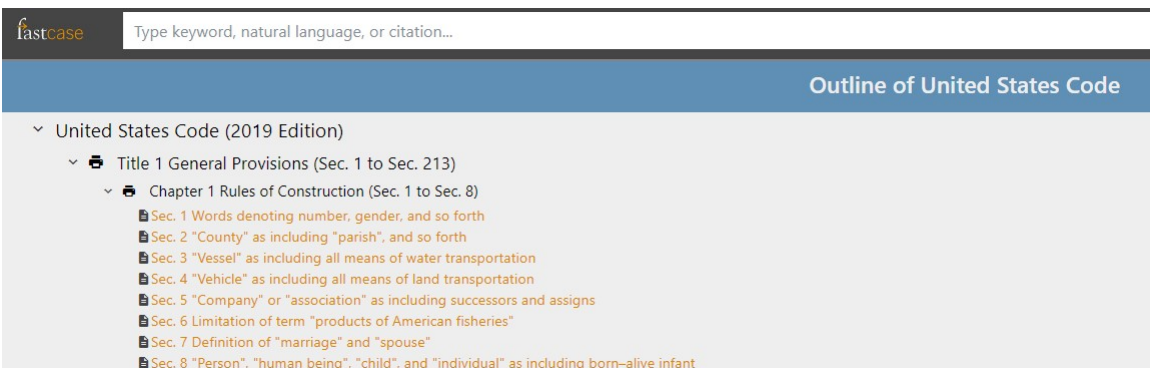 fastcase
Type keyword, natural language, or citation...
Outline of United States Code
United States Code (2019 Edition)
Title 1 General Provisions (Sec. 1 to Sec. 213)
Chapter 1 Rules of Construction (Sec. 1 to Sec. 8)
Sec. 1 Words denoting number, gender, and so forth
Sec. 2 "County" as including "parish", and so forth
Sec. 3 "Vessel" as including all means of water transportation
Sec. 4 "Vehicle" as including all means of land transportation
Sec. 5 "Company" or "association" as including successors and assigns
Sec. 6 Limitation of term "products of American fisheries"
Sec. 7 Definition of "marriage" and "spouse"
Sec. 8 "Person", "human being", "child", and "individual" as including born–alive infant